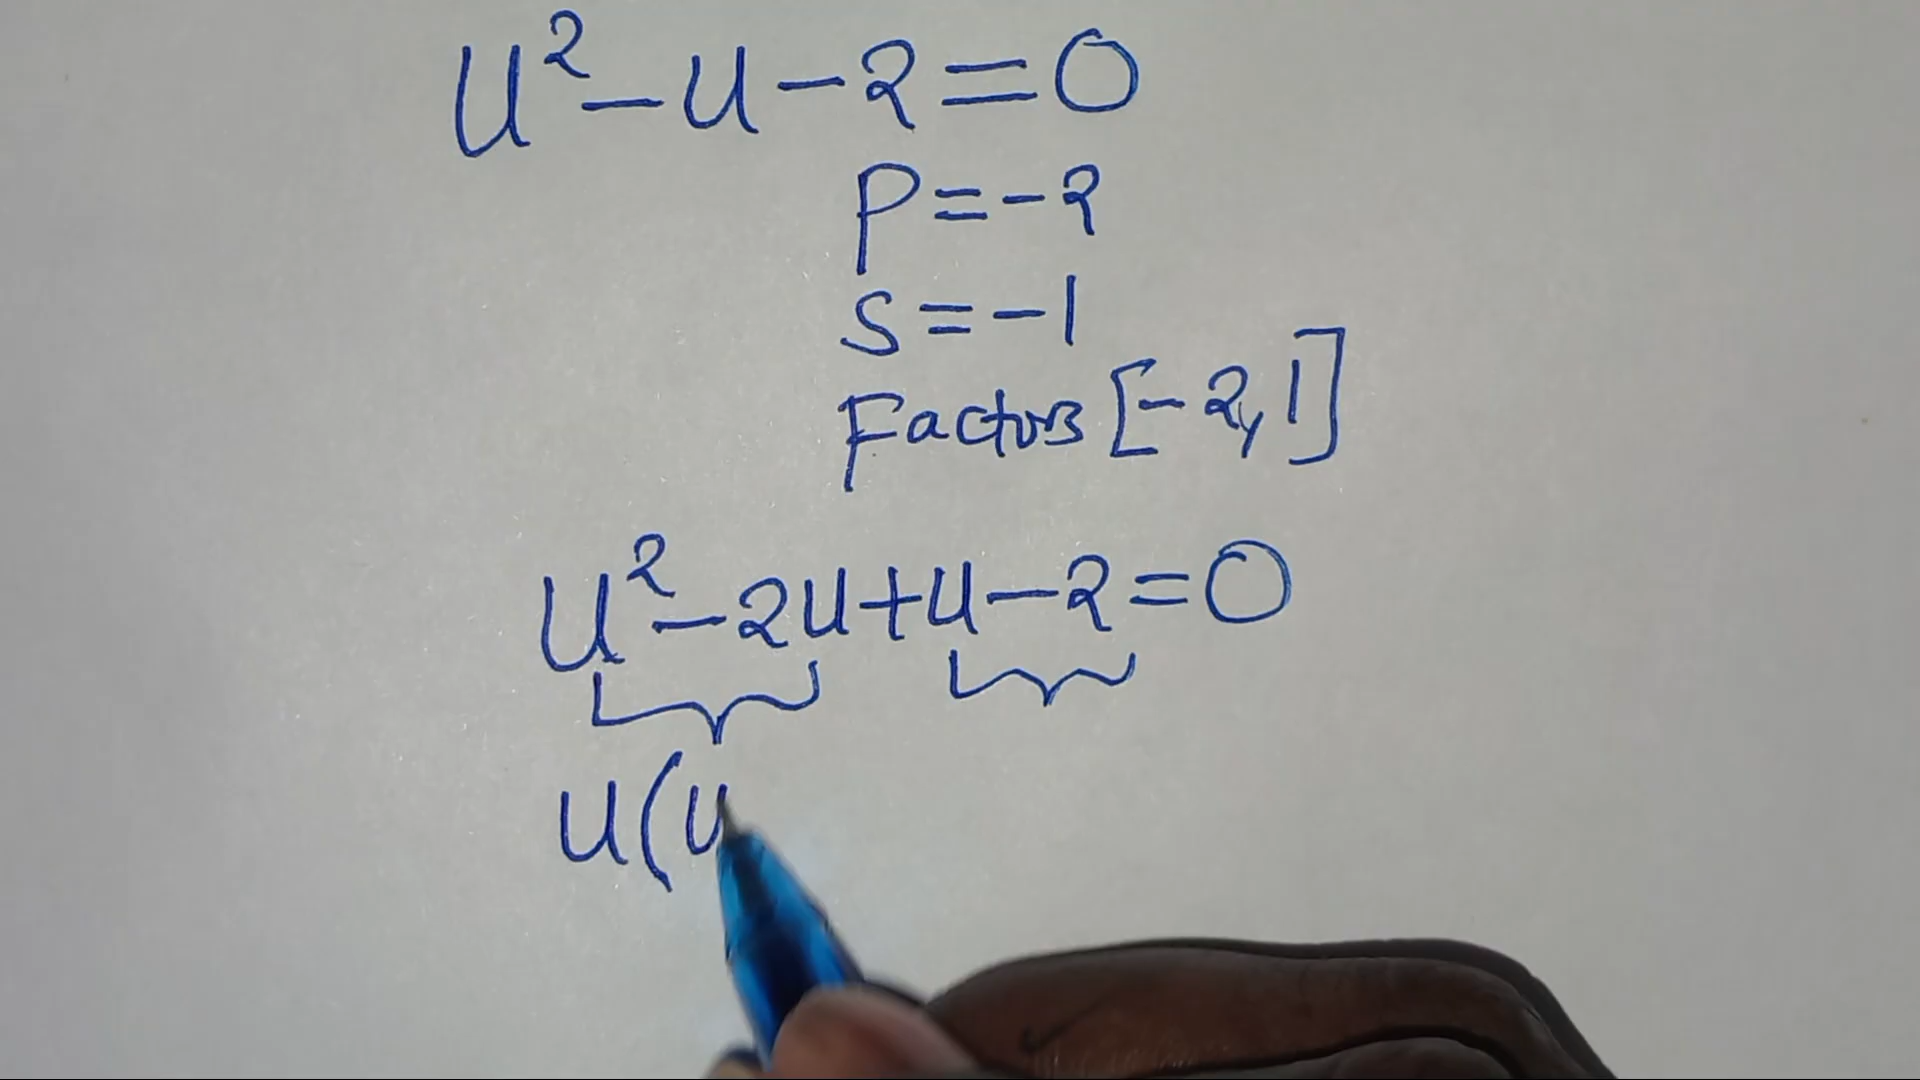 U² - U - 2 = 0
P = -2
S = -1
Factors [-2, 1]
U² - 2U + U - 2 = 0
U(U